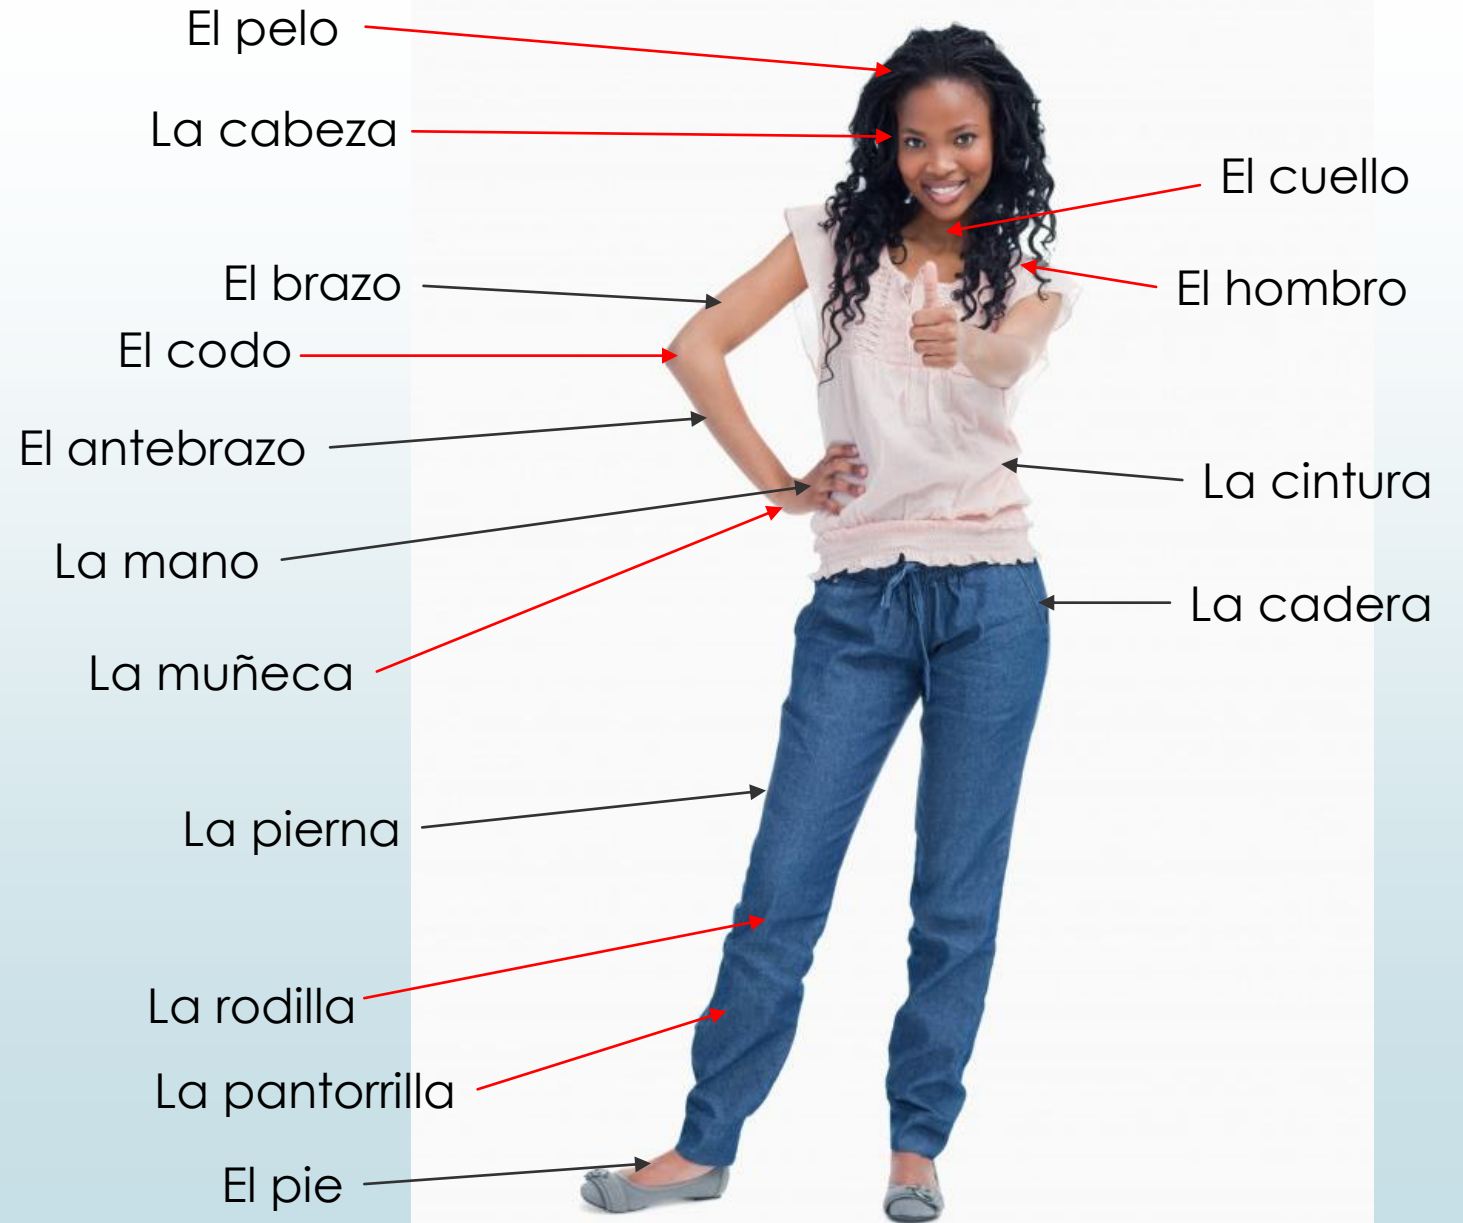 El pelo
La cabeza
El cuello
El brazo
El hombro
El codo
El antebrazo
La cintura
La mano
La cadera
La muñeca
La pierna
La rodilla
La pantorrilla
El pie